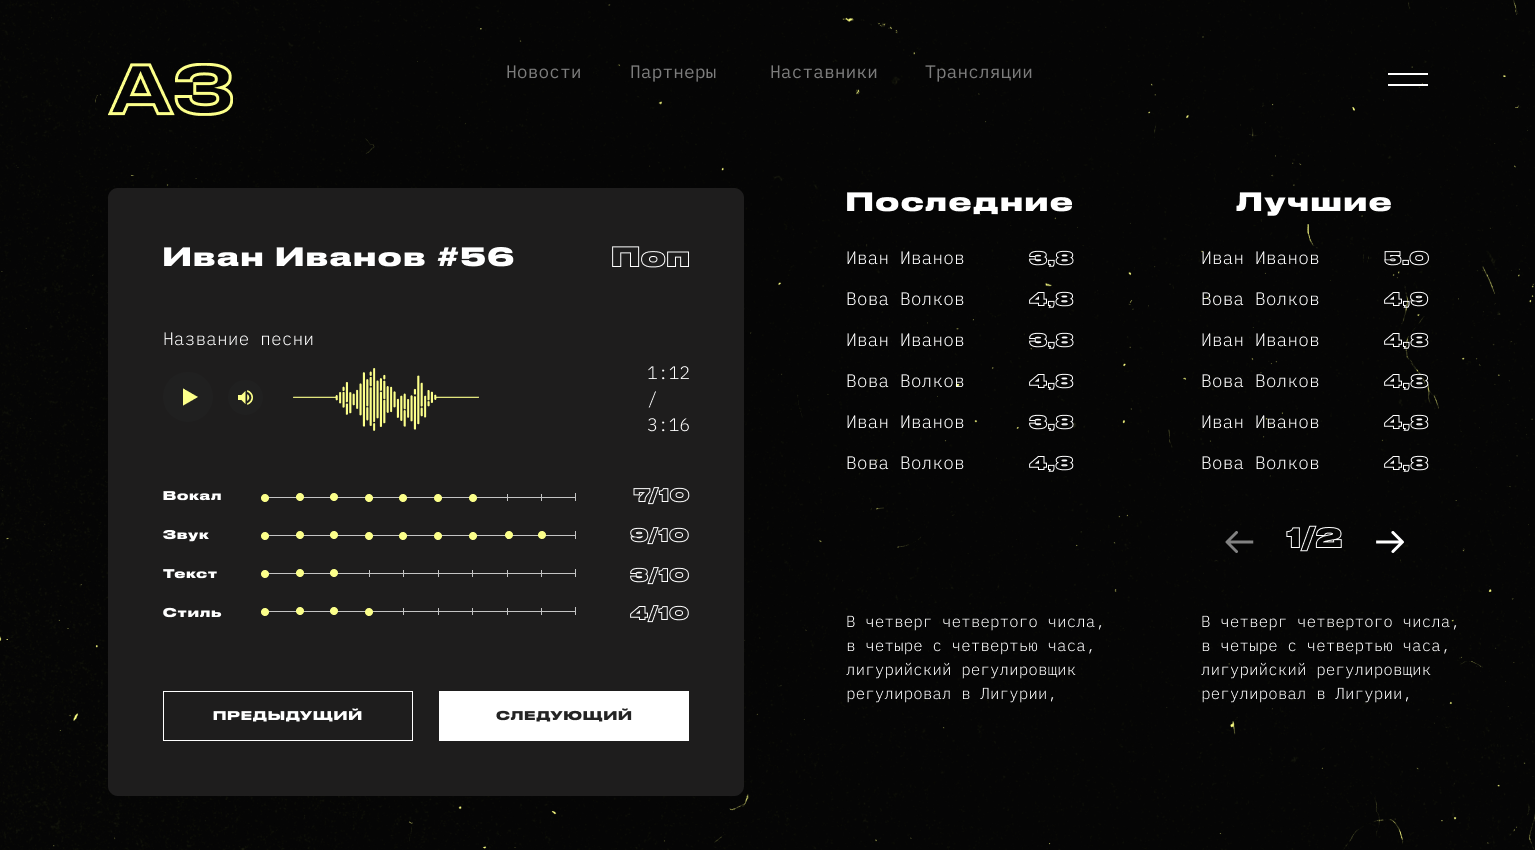 АЗ
Новости Партнеры Наставники Трансляции
Иван Иванов #56 Поп
Название песни
1:12
/
3:16
Вокал 7/10
Звук 9/10
Текст 3/10
Стиль 4/10
ПРЕДЫДУЩИЙ СЛЕДУЮЩИЙ
Последние
Иван Иванов 3,8
Вова Волков 4,8
Иван Иванов 3,8
Вова Волков 4,8
Иван Иванов 3,8
Вова Волков 4,8
В четверг четвертого числа,
в четыре с четвертью часа,
лигурийский регулировщик
регулировал в Лигурии,
Лучшие
Иван Иванов 5.0
Вова Волков 4,9
Иван Иванов 4,8
Вова Волков 4,8
Иван Иванов 4,8
Вова Волков 4,8
1/2
В четверг четвертого числа,
в четыре с четвертью часа,
лигурийский регулировщик
регулировал в Лигурии,